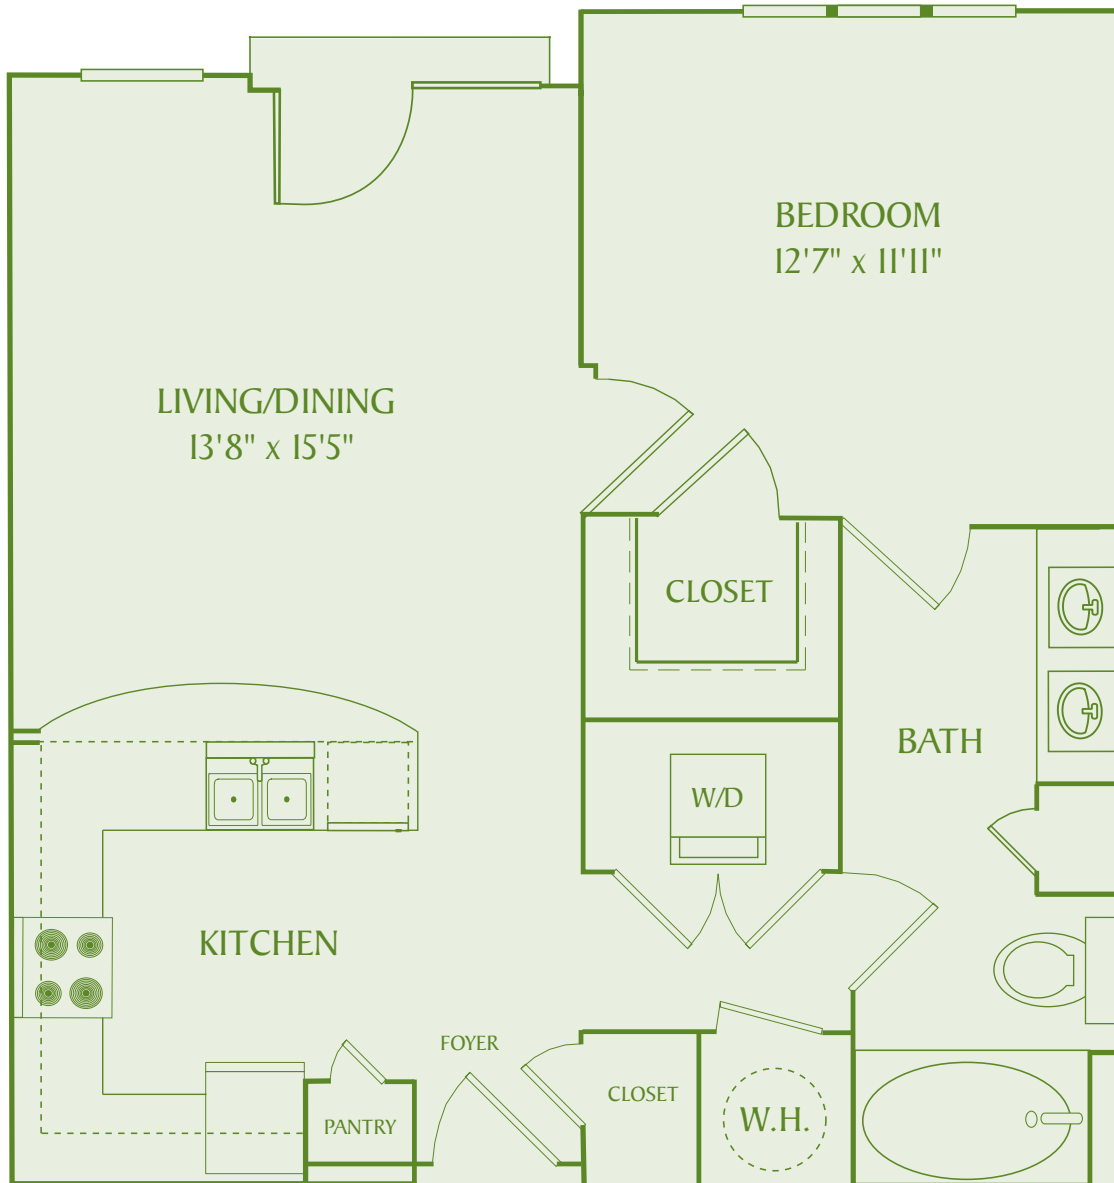 BEDROOM
12'7" x 11'11"
LIVING/DINING
13'8" x 15'5"
CLOSET
BATH
W/D
KITCHEN
FOYER
CLOSET
PANTRY
W.H.